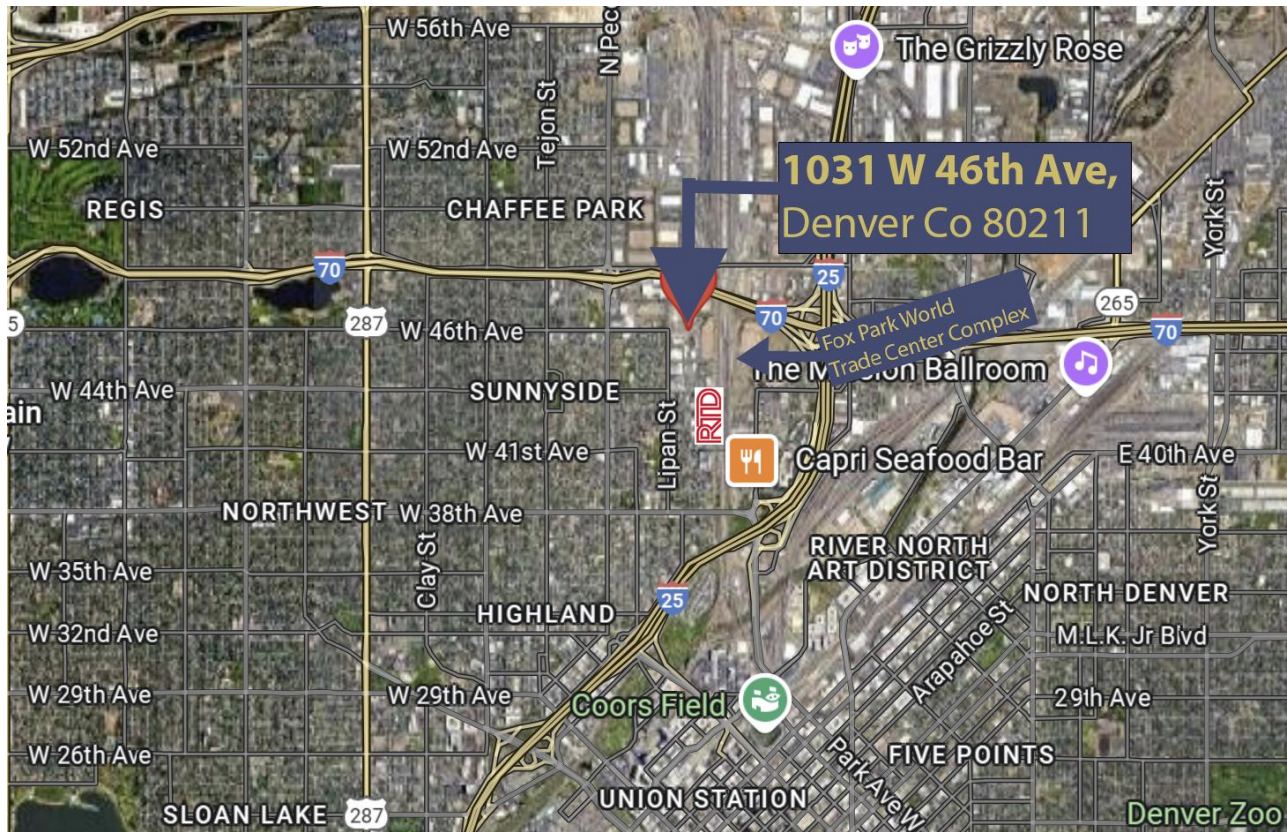 W 56th Ave
N Peco
The Grizzly Rose
W 52nd Ave
W 52nd Ave
Tejon St
1031 W 46th Ave,
Denver Co 80211
REGIS
CHAFFEE PARK
York St
70
25
265
5
287
W 46th Ave
70
Fox Park World
Trade Center Complex
70
The M sion Ballroom
ain
W 44th Ave
SUNNYSIDE
Lipan St
RTD
W 41st Ave
Capri Seafood Bar
E 40th Ave
York St
NORTHWEST
W 38th Ave
RIVER NORTH
ART DISTRICT
W 35th Ave
Clay St
25
HIGHLAND
NORTH DENVER
Arapahoe St
W 32nd Ave
M.L.K. Jr Blvd
W 29th Ave
W 29th Ave
Coors Field
29th Ave
W 26th Ave
Park Ave W
FIVE POINTS
UNION STATION
SLOAN LAKE
287
Denver Zoo